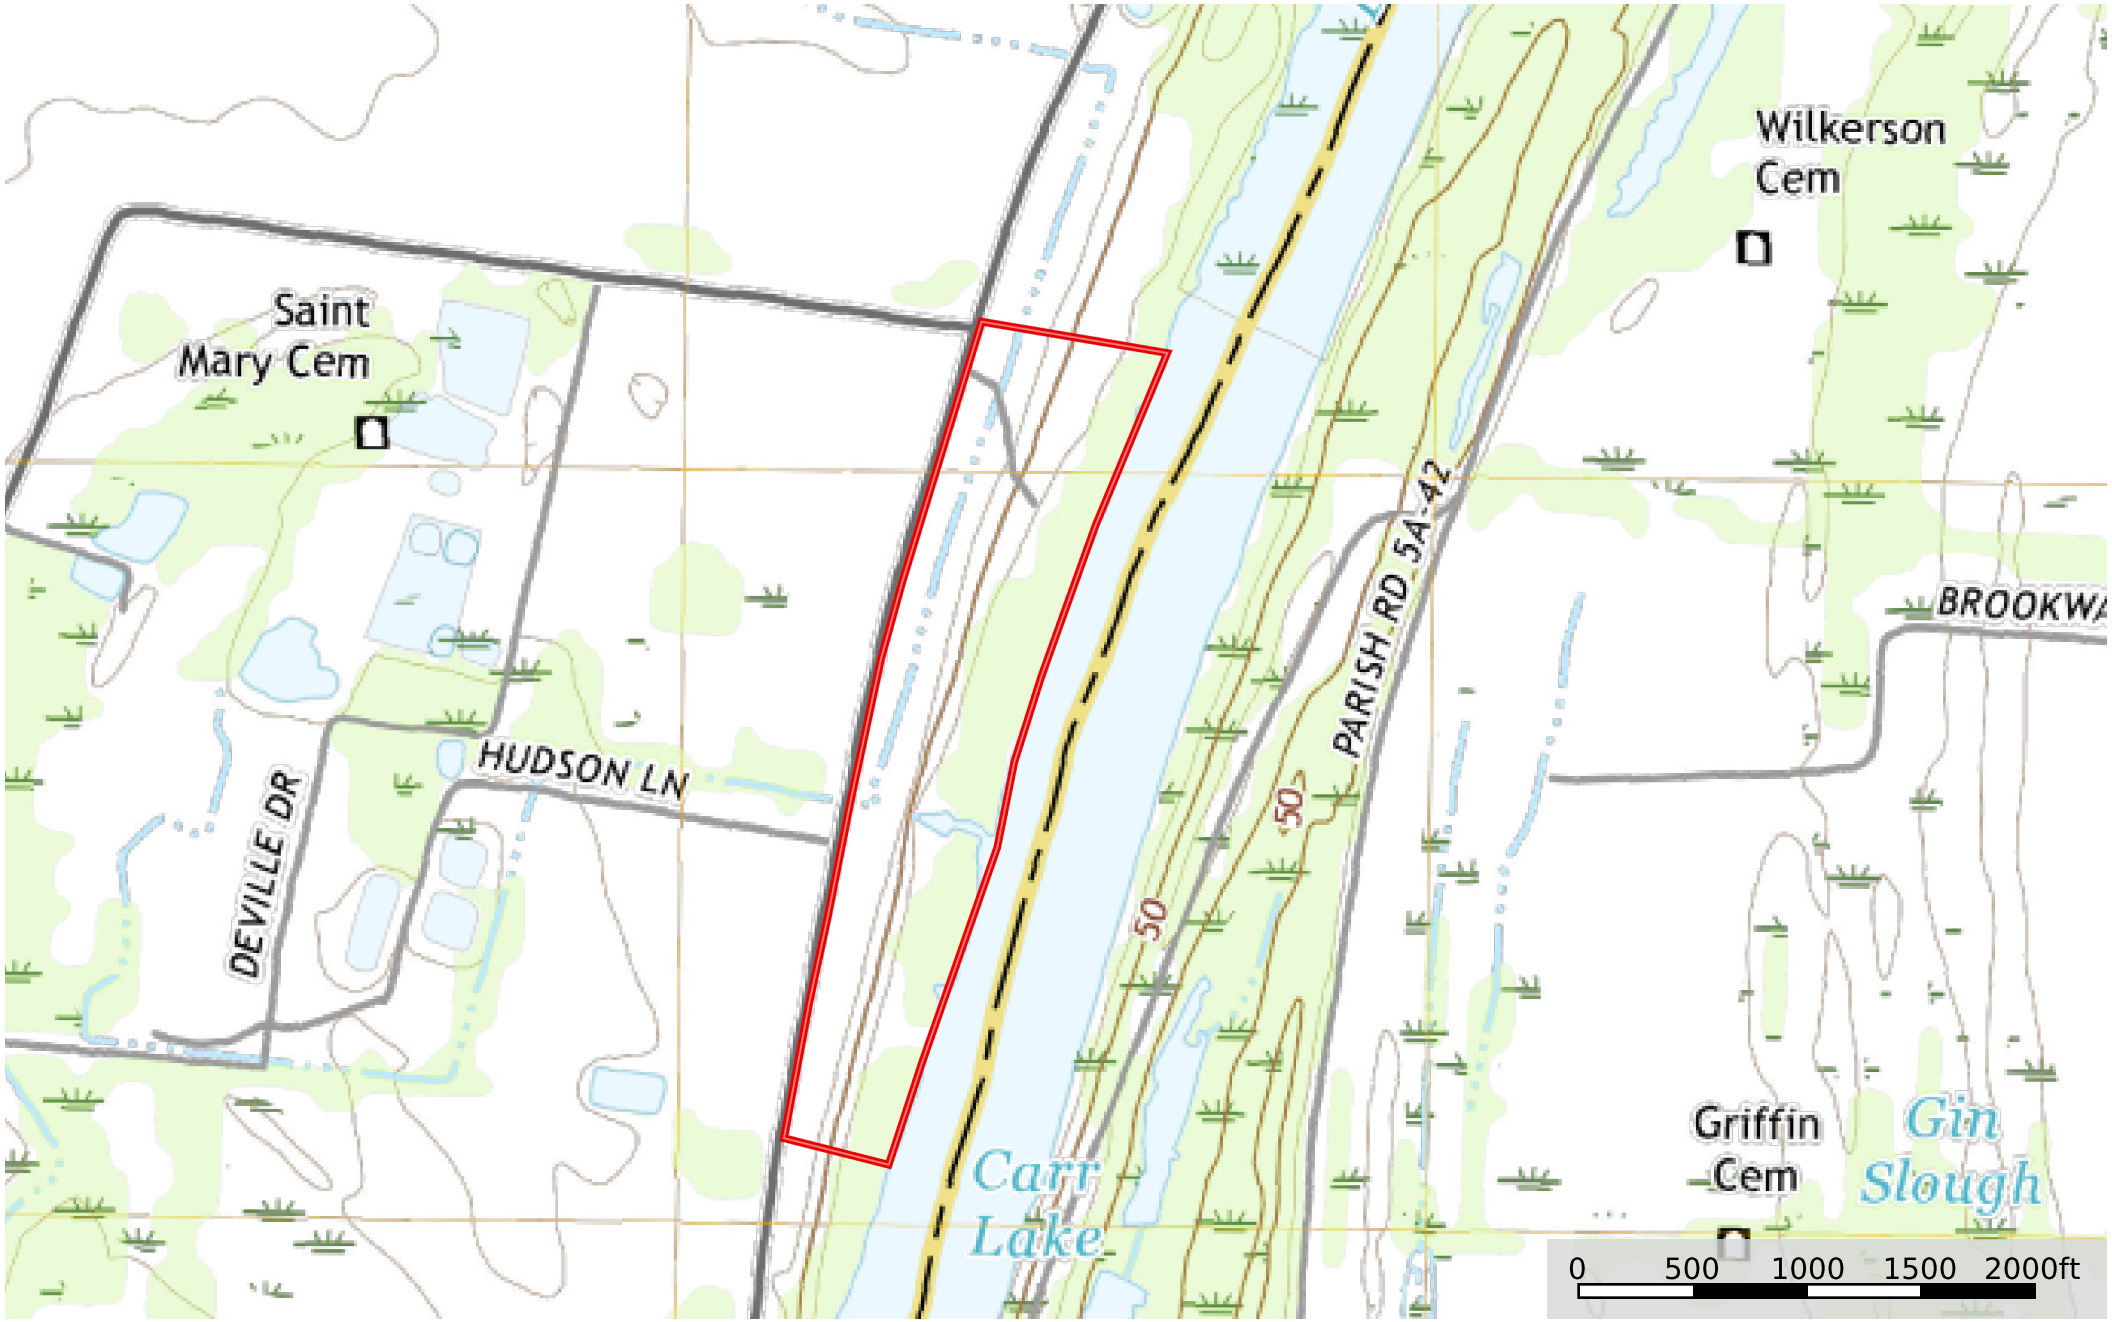 Wilkerson
Cem
Saint
Mary Cem
PARISH RD 5A-42
BROOKWA
HUDSON LN
DEVILLE DR
50
50
Griffin
Cem
Gin
Slough
Carr
Lake
0 500 1000 1500 2000ft